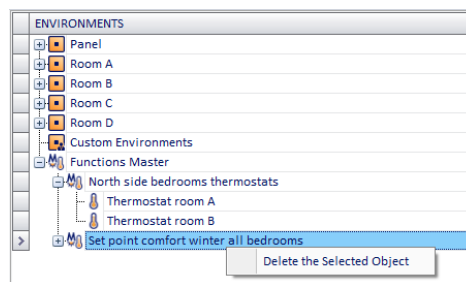 ENVIRONMENTS
Panel
Room A
Room B
Room C
Room D
Custom Environments
Functions Master
North side bedrooms thermostats
Thermostat room A
Thermostat room B
Set point comfort winter all bedrooms
Delete the Selected Object